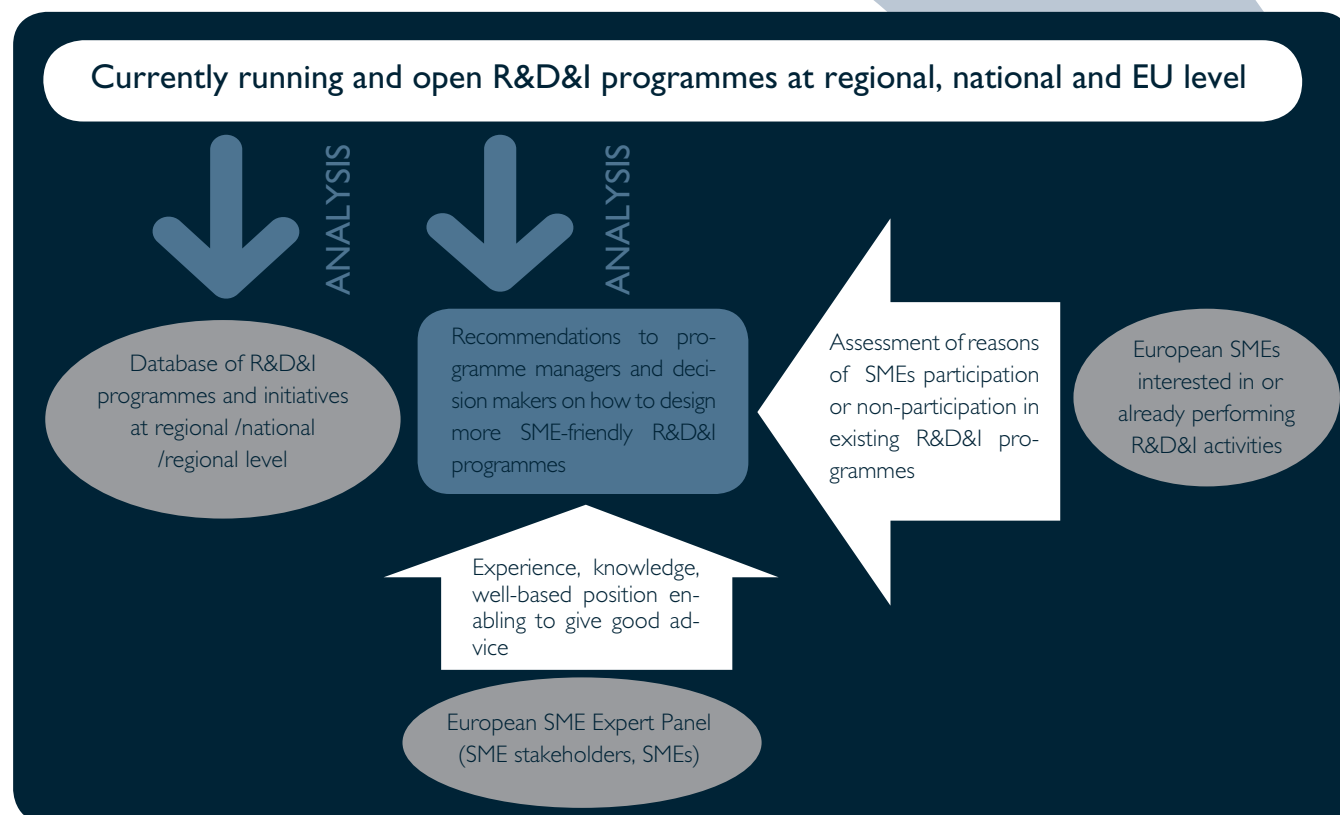 Currently running and open R&D&I programmes at regional, national and EU level
ANALYSIS
ANALYSIS
Database of R&D&I
programmes and initiatives
at regional /national
/regional level
Recommendations to pro-
gramme managers and deci-
sion makers on how to design
more SME-friendly R&D&I
programmes
Assessment of reasons
of SMEs participation
or non-participation in
existing R&D&I pro-
grammes
European SMEs
interested in or
already performing
R&D&I activities
Experience, knowledge,
well-based position en-
abling to give good ad-
vice
European SME Expert Panel
(SME stakeholders, SMEs)